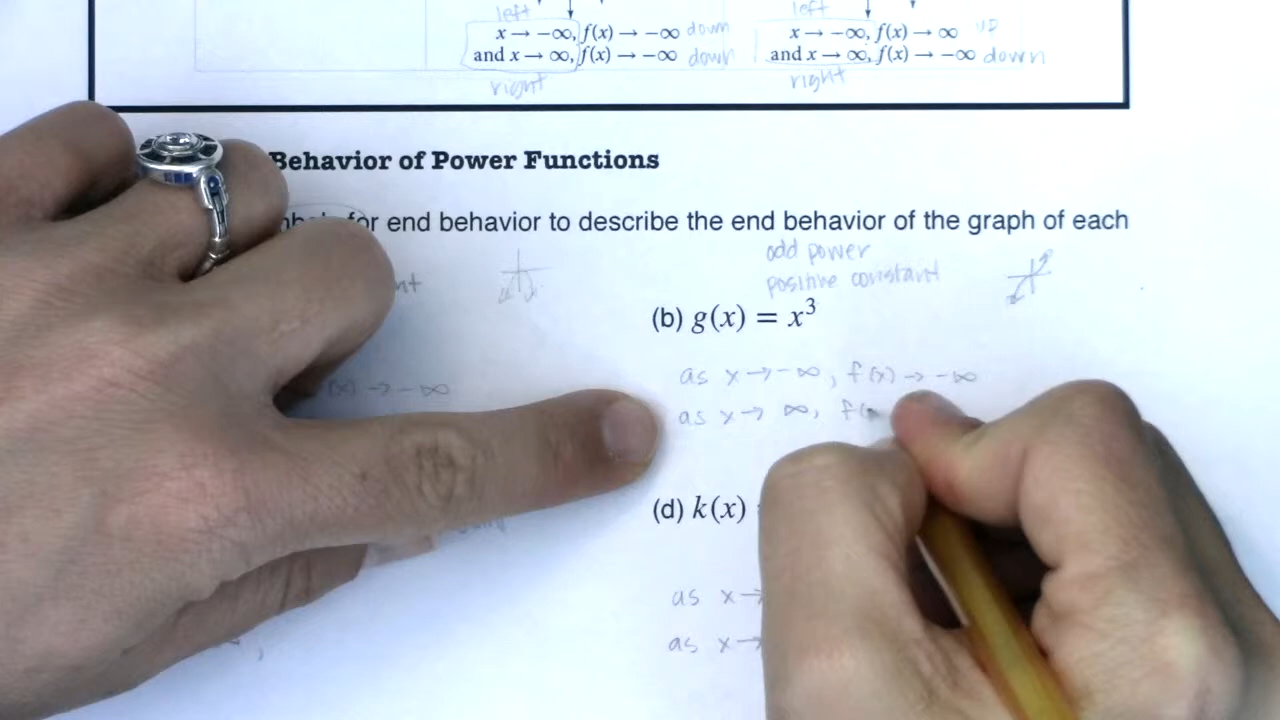 left
left
x → −∞, f(x) → −∞ down
and x → ∞, f(x) → −∞ down
right
x → −∞, f(x) → ∞ UP
and x → ∞, f(x) → −∞ down
right
Behavior of Power Functions
for end behavior to describe the end behavior of the graph of each
odd power
positive constant
(b) g(x) = x³
(x) → −∞
as x → −∞, f(x) → −∞
as x → ∞, f(
(d) k(x)
as x →
as x →